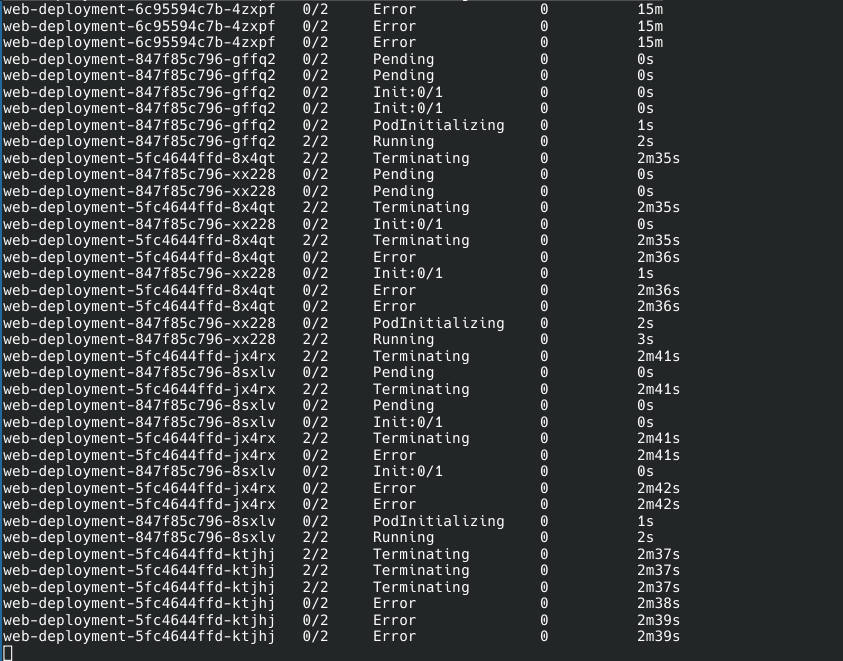 web-deployment-6c95594c7b-4zxpf 0/2 Error 0 15m
web-deployment-6c95594c7b-4zxpf 0/2 Error 0 15m
web-deployment-6c95594c7b-4zxpf 0/2 Error 0 15m
web-deployment-847f85c796-gffq2 0/2 Pending 0 0s
web-deployment-847f85c796-gffq2 0/2 Pending 0 0s
web-deployment-847f85c796-gffq2 0/2 Init:0/1 0 0s
web-deployment-847f85c796-gffq2 0/2 Init:0/1 0 0s
web-deployment-847f85c796-gffq2 0/2 PodInitializing 0 1s
web-deployment-847f85c796-gffq2 2/2 Running 0 2s
web-deployment-5fc4644ffd-8x4qt 2/2 Terminating 0 2m35s
web-deployment-847f85c796-xx228 0/2 Pending 0 0s
web-deployment-847f85c796-xx228 0/2 Pending 0 0s
web-deployment-5fc4644ffd-8x4qt 2/2 Terminating 0 2m35s
web-deployment-847f85c796-xx228 0/2 Init:0/1 0 0s
web-deployment-5fc4644ffd-8x4qt 2/2 Terminating 0 2m35s
web-deployment-5fc4644ffd-8x4qt 0/2 Error 0 2m36s
web-deployment-847f85c796-xx228 0/2 Init:0/1 0 1s
web-deployment-5fc4644ffd-8x4qt 0/2 Error 0 2m36s
web-deployment-5fc4644ffd-8x4qt 0/2 Error 0 2m36s
web-deployment-847f85c796-xx228 0/2 PodInitializing 0 2s
web-deployment-847f85c796-xx228 2/2 Running 0 3s
web-deployment-5fc4644ffd-jx4rx 2/2 Terminating 0 2m41s
web-deployment-847f85c796-8sxlv 0/2 Pending 0 0s
web-deployment-5fc4644ffd-jx4rx 2/2 Terminating 0 2m41s
web-deployment-847f85c796-8sxlv 0/2 Pending 0 0s
web-deployment-847f85c796-8sxlv 0/2 Init:0/1 0 0s
web-deployment-5fc4644ffd-jx4rx 2/2 Terminating 0 2m41s
web-deployment-5fc4644ffd-jx4rx 0/2 Error 0 2m41s
web-deployment-847f85c796-8sxlv 0/2 Init:0/1 0 0s
web-deployment-5fc4644ffd-jx4rx 0/2 Error 0 2m42s
web-deployment-5fc4644ffd-jx4rx 0/2 Error 0 2m42s
web-deployment-847f85c796-8sxlv 0/2 PodInitializing 0 1s
web-deployment-847f85c796-8sxlv 2/2 Running 0 2s
web-deployment-5fc4644ffd-ktjhj 2/2 Terminating 0 2m37s
web-deployment-5fc4644ffd-ktjhj 2/2 Terminating 0 2m37s
web-deployment-5fc4644ffd-ktjhj 2/2 Terminating 0 2m37s
web-deployment-5fc4644ffd-ktjhj 0/2 Error 0 2m38s
web-deployment-5fc4644ffd-ktjhj 0/2 Error 0 2m39s
web-deployment-5fc4644ffd-ktjhj 0/2 Error 0 2m39s